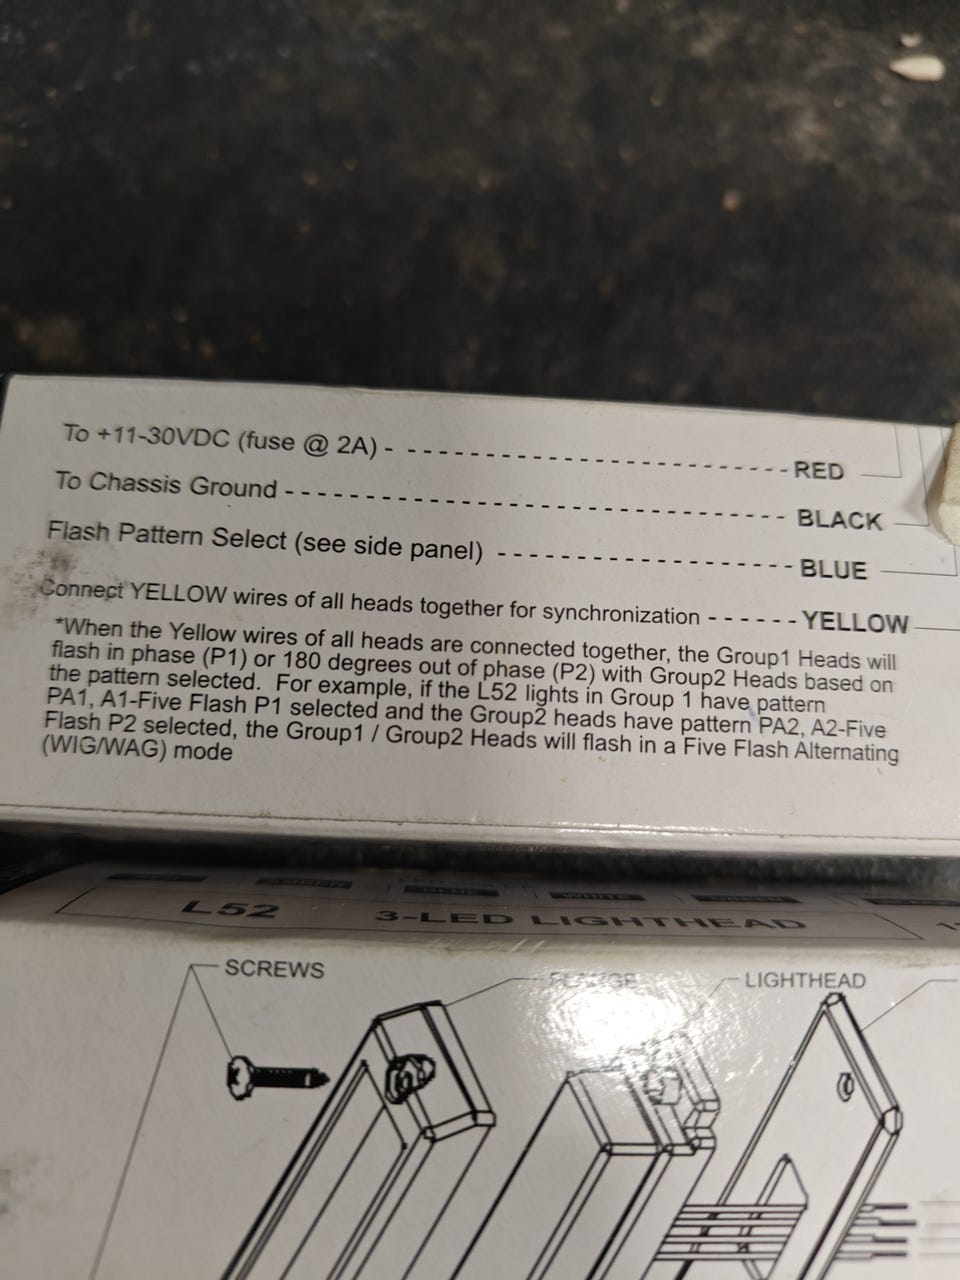 To +11-30VDC (fuse @ 2A) - - - - - - - - - - - - - - - - - - - - - - - - - - RED
To Chassis Ground - - - - - - - - - - - - - - - - - - - - - - - - - - - - - - BLACK
Flash Pattern Select (see side panel) - - - - - - - - - - - - - - - - - - BLUE
Connect YELLOW wires of all heads together for synchronization - - - - - - YELLOW
*When the Yellow wires of all heads are connected together, the Group1 Heads will
flash in phase (P1) or 180 degrees out of phase (P2) with Group2 Heads based on
the pattern selected. For example, if the L52 lights in Group 1 have pattern
PA1, A1-Five Flash P1 selected and the Group2 heads have pattern PA2, A2-Five
Flash P2 selected, the Group1 / Group2 Heads will flash in a Five Flash Alternating
(WIG/WAG) mode
L52 3-LED LIGHTHEAD
SCREWS FLANGE LIGHTHEAD